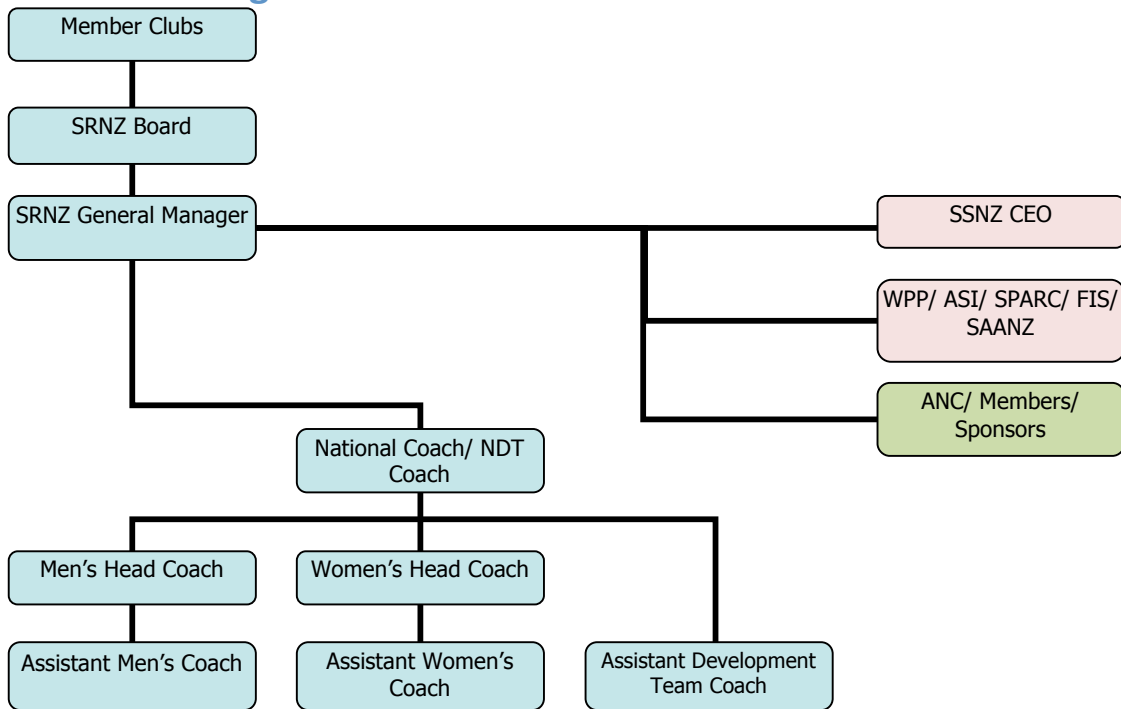 Member Clubs
SRNZ Board
SRNZ General Manager
SSNZ CEO
WPP/ ASI/ SPARC/ FIS/
SAANZ
ANC/ Members/
Sponsors
National Coach/ NDT
Coach
Men’s Head Coach
Women’s Head Coach
Assistant Men’s Coach
Assistant Women’s
Coach
Assistant Development
Team Coach